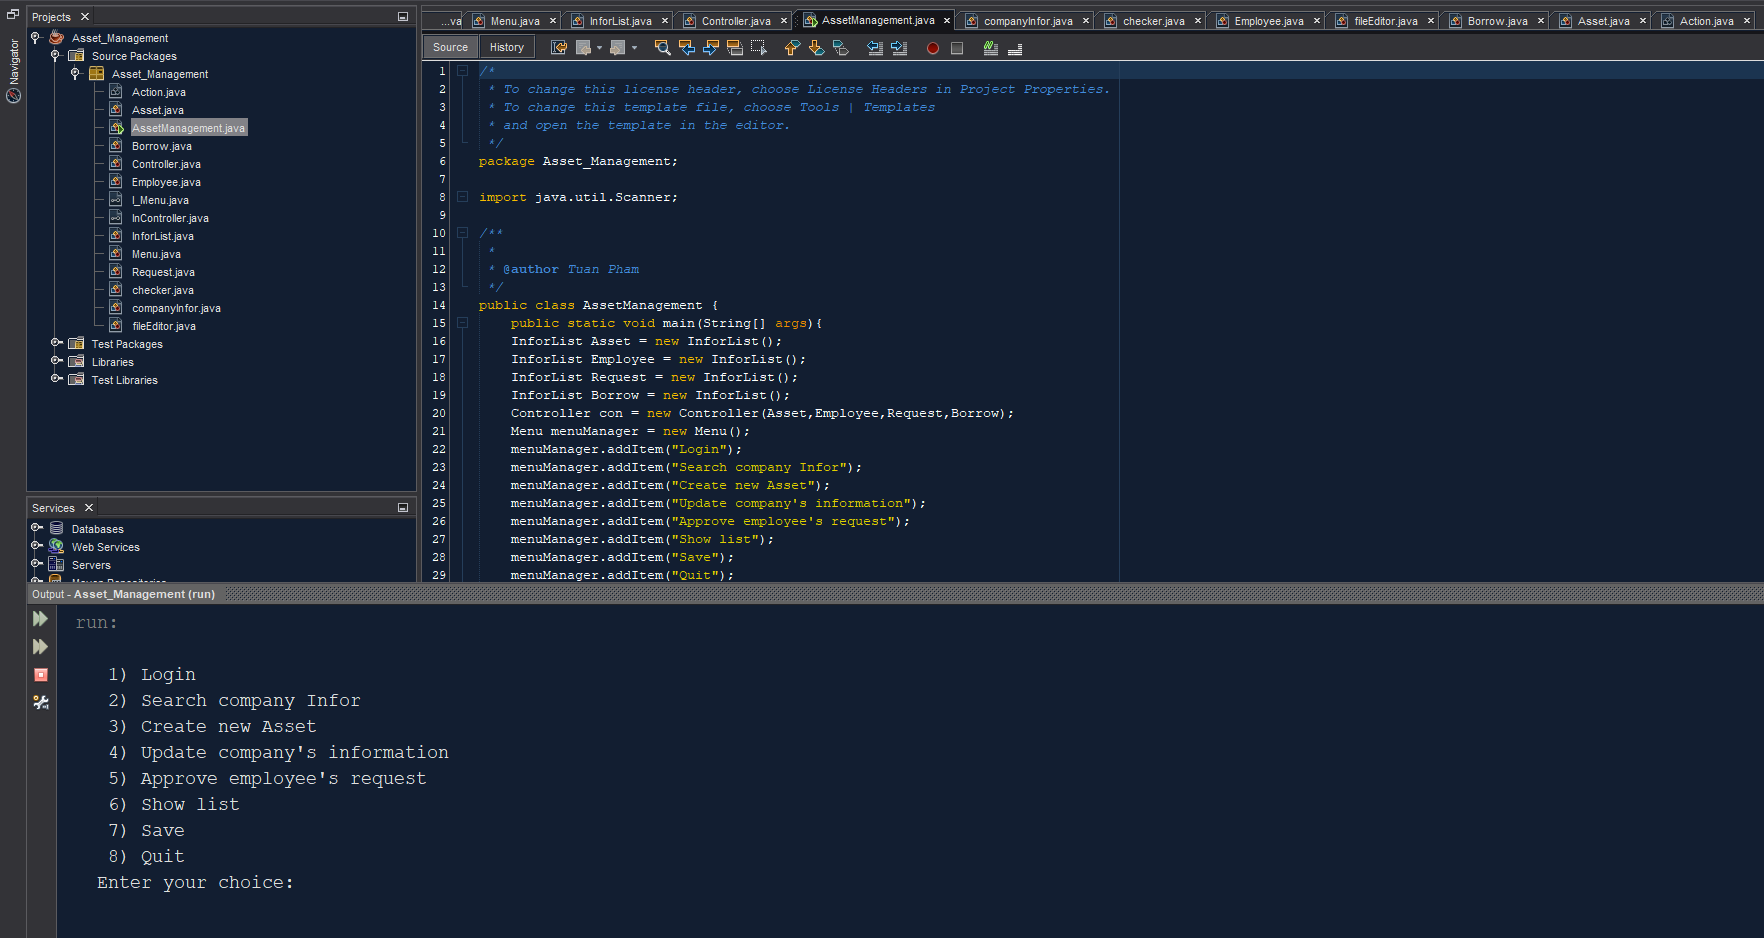 Navigator
Projects
Asset_Management
Source Packages
Asset_Management
Action.java
Asset.java
AssetManagement.java
Borrow.java
Controller.java
Employee.java
I_Menu.java
InController.java
InforList.java
Menu.java
Request.java
checker.java
companyInfor.java
fileEditor.java
Test Packages
Libraries
Test Libraries
Services
Databases
Web Services
Servers
...va Menu.java InforList.java Controller.java AssetManagement.java companyInfor.java checker.java Employee.java fileEditor.java Borrow.java Asset.java Action.java
Source History
1 /*
2 * To change this license header, choose License Headers in Project Properties.
3 * To change this template file, choose Tools | Templates
4 * and open the template in the editor.
5 */
6 package Asset_Management;
7
8 import java.util.Scanner;
9
10 /**
11 *
12 * @author Tuan Pham
13 */
14 public class AssetManagement {
15 public static void main(String[] args){
16 InforList Asset = new InforList();
17 InforList Employee = new InforList();
18 InforList Request = new InforList();
19 InforList Borrow = new InforList();
20 Controller con = new Controller(Asset,Employee,Request,Borrow);
21 Menu menuManager = new Menu();
22 menuManager.addItem("Login");
23 menuManager.addItem("Search company Infor");
24 menuManager.addItem("Create new Asset");
25 menuManager.addItem("Update company's information");
26 menuManager.addItem("Approve employee's request");
27 menuManager.addItem("Show list");
28 menuManager.addItem("Save");
29 menuManager.addItem("Quit");
Output - Asset_Management (run)
run:
1) Login
2) Search company Infor
3) Create new Asset
4) Update company's information
5) Approve employee's request
6) Show list
7) Save
8) Quit
Enter your choice: